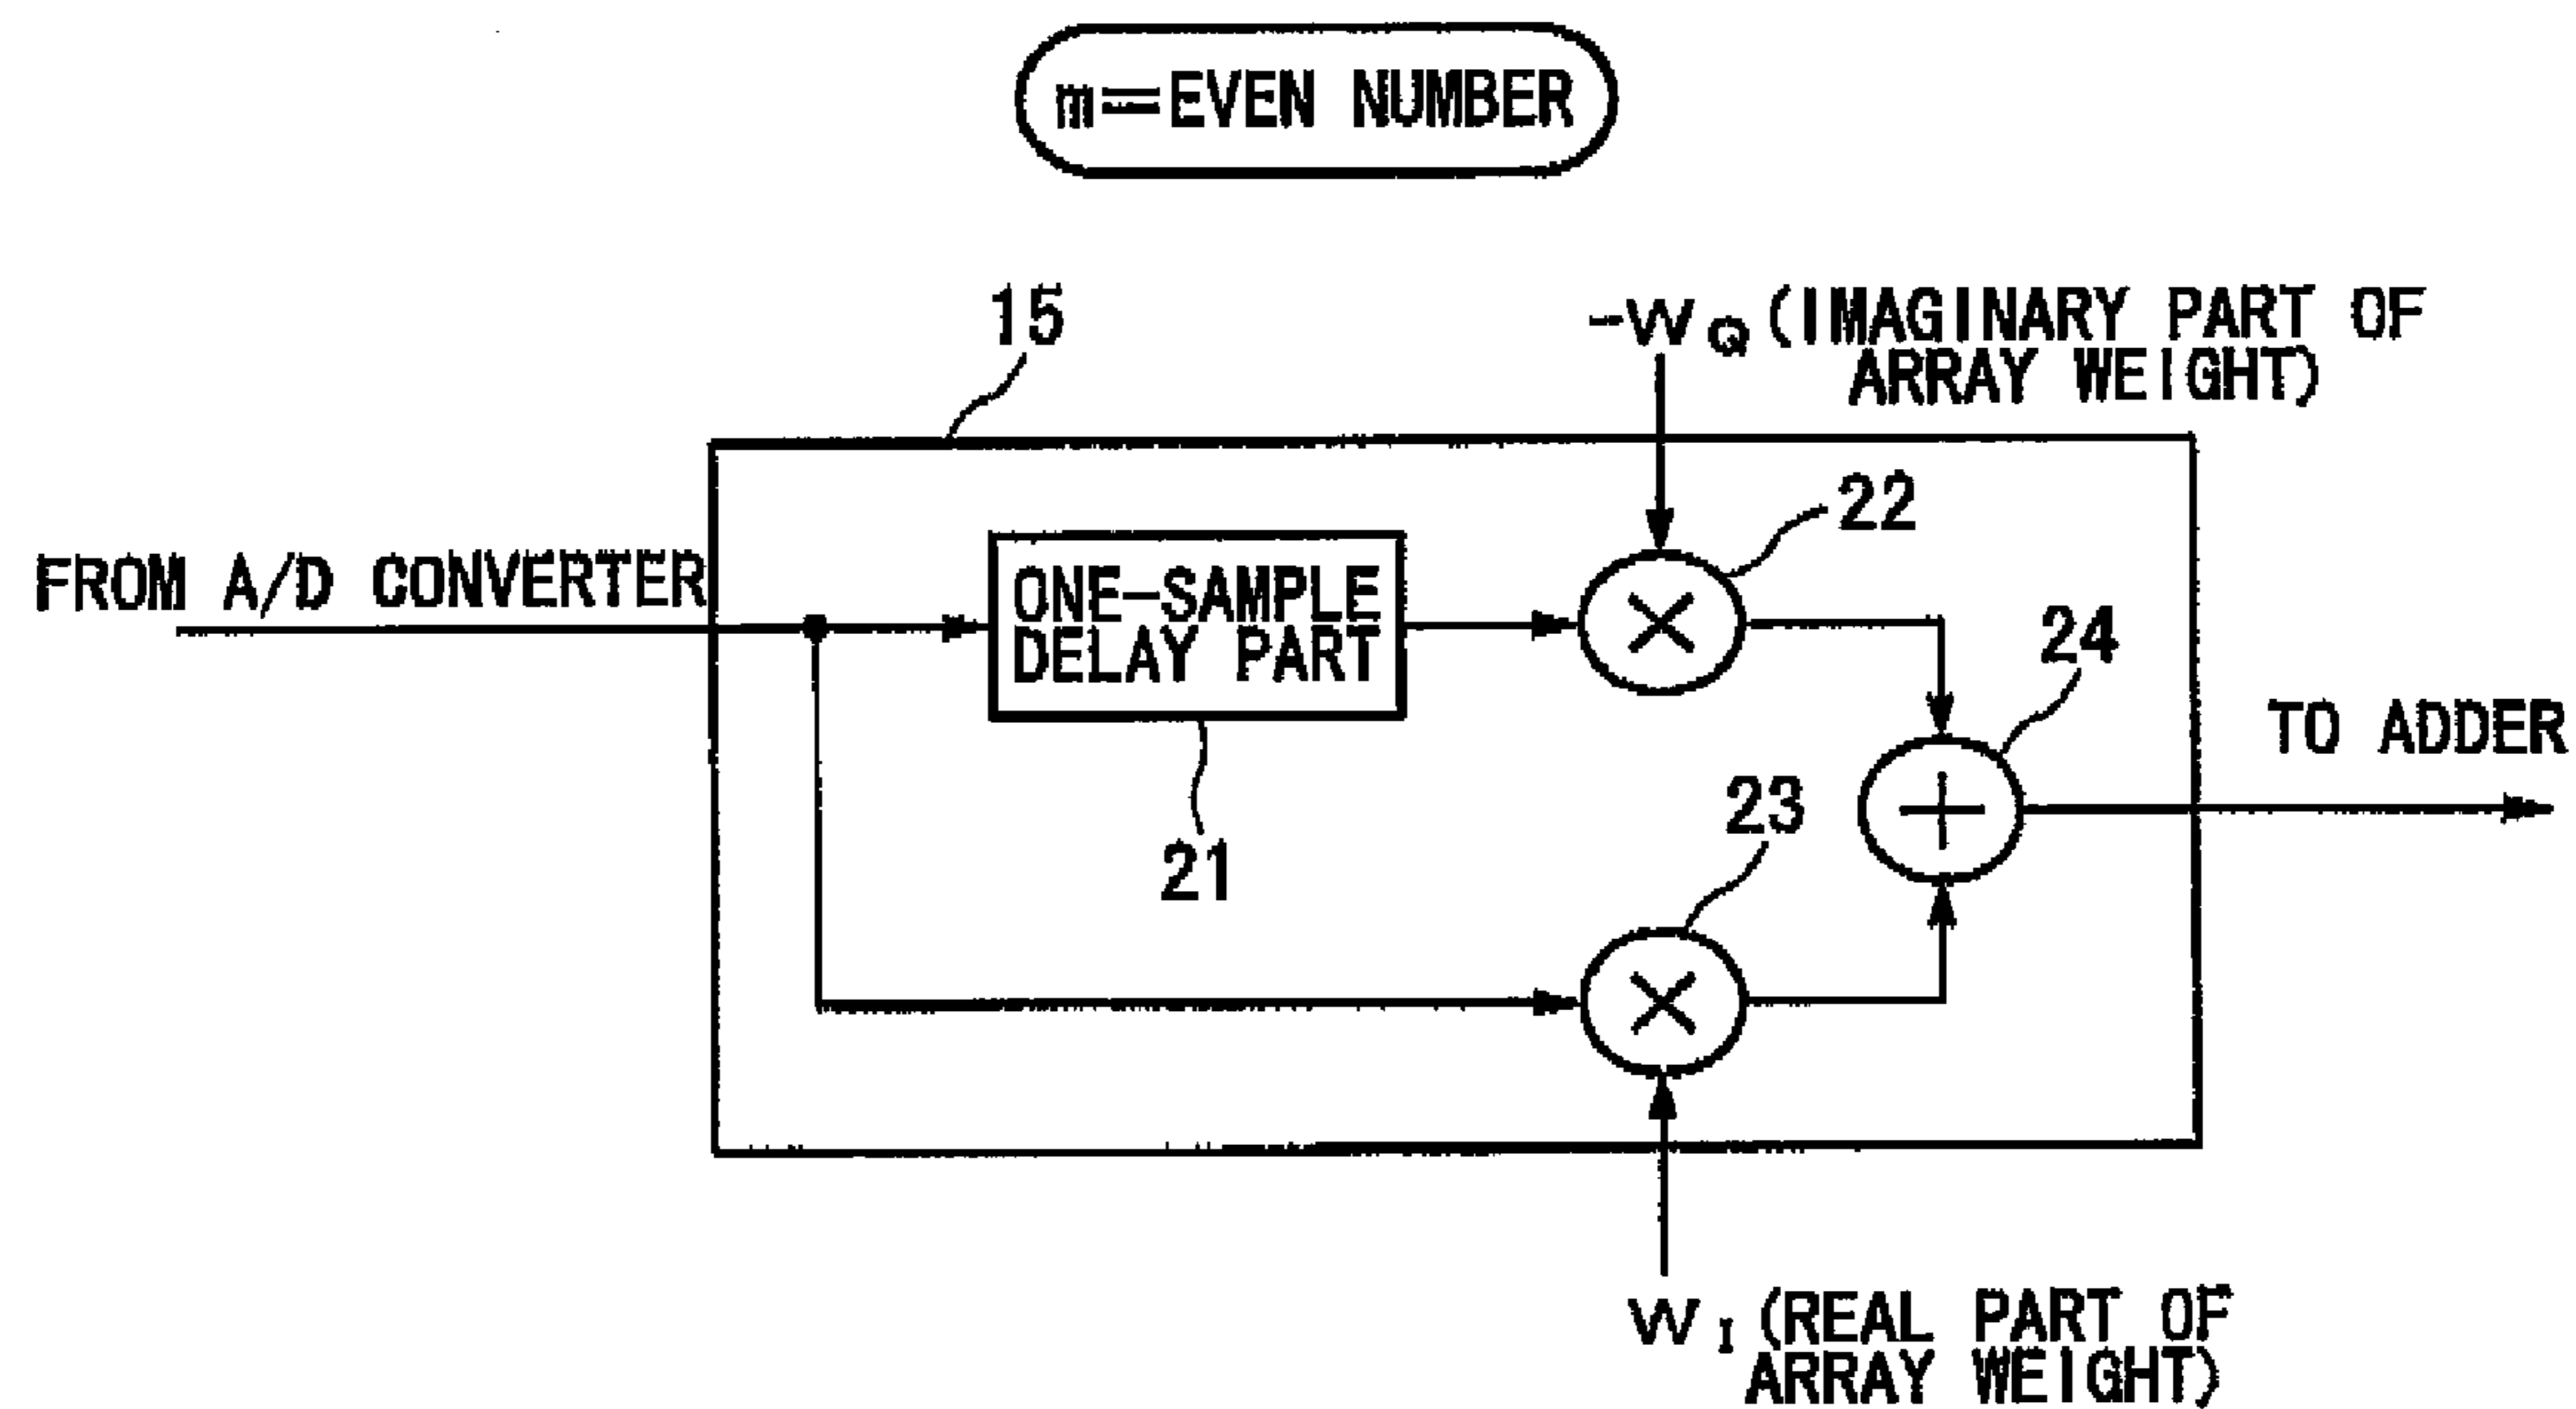 m=EVEN NUMBER
15
-WQ (IMAGINARY PART OF
ARRAY WEIGHT)
22
FROM A/D CONVERTER
ONE-SAMPLE
DELAY PART
24
TO ADDER
23
21
WI (REAL PART OF
ARRAY WEIGHT)